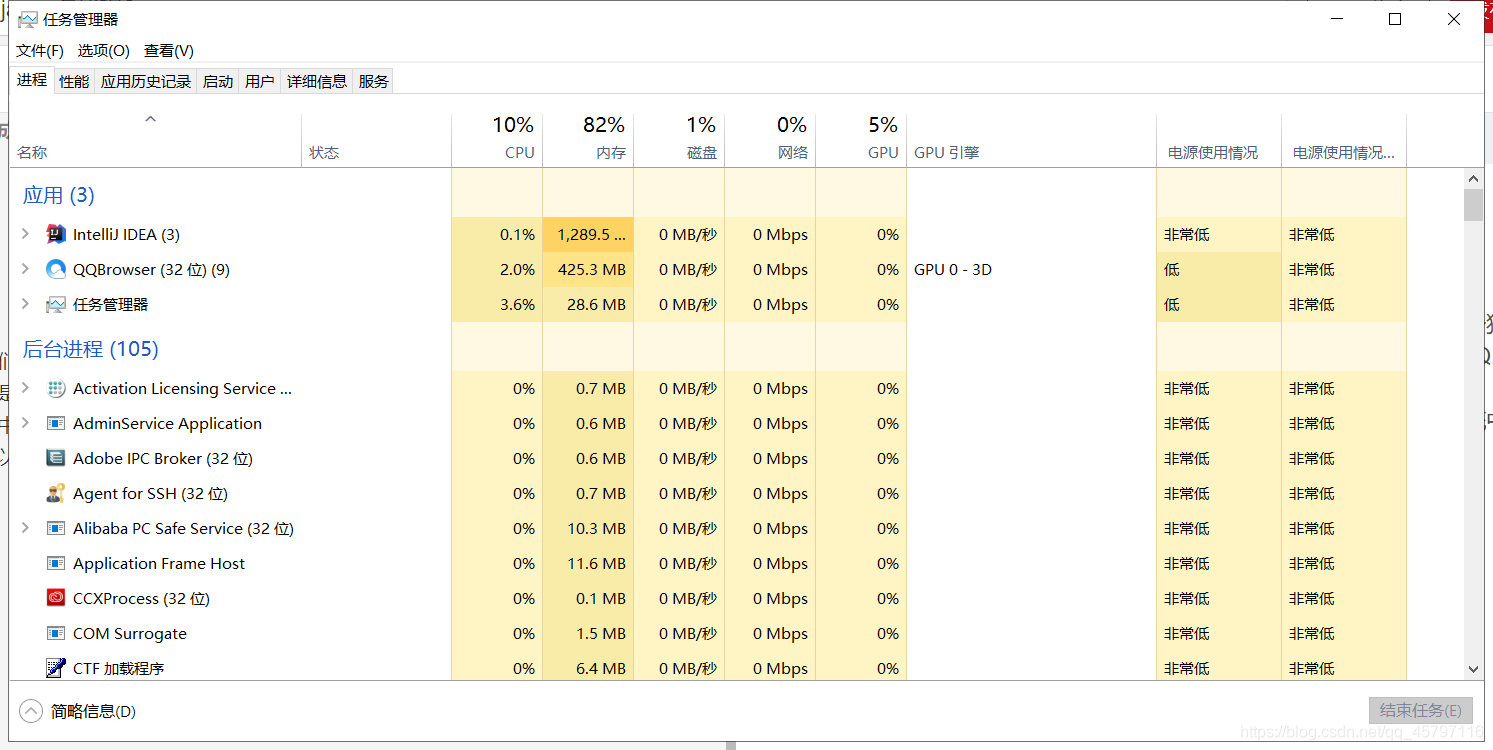 任务管理器
文件(F) 选项(O) 查看(V)
进程 性能 应用历史记录 启动 用户 详细信息 服务
10% 82% 1% 0% 5%
名称 状态 CPU 内存 磁盘 网络 GPU GPU 引擎 电源使用情况 电源使用情况...
应用 (3)
IntelliJ IDEA (3) 0.1% 1,289.5 ... 0 MB/秒 0 Mbps 0% 非常低 非常低
QQBrowser (32 位) (9) 2.0% 425.3 MB 0 MB/秒 0 Mbps 0% GPU 0 - 3D 低 非常低
任务管理器 3.6% 28.6 MB 0 MB/秒 0 Mbps 0% 低 非常低
后台进程 (105)
Activation Licensing Service ... 0% 0.7 MB 0 MB/秒 0 Mbps 0% 非常低 非常低
AdminService Application 0% 0.6 MB 0 MB/秒 0 Mbps 0% 非常低 非常低
Adobe IPC Broker (32 位) 0% 0.6 MB 0 MB/秒 0 Mbps 0% 非常低 非常低
Agent for SSH (32 位) 0% 0.7 MB 0 MB/秒 0 Mbps 0% 非常低 非常低
Alibaba PC Safe Service (32 位) 0% 10.3 MB 0 MB/秒 0 Mbps 0% 非常低 非常低
Application Frame Host 0% 11.6 MB 0 MB/秒 0 Mbps 0% 非常低 非常低
CCXProcess (32 位) 0% 0.1 MB 0 MB/秒 0 Mbps 0% 非常低 非常低
COM Surrogate 0% 1.5 MB 0 MB/秒 0 Mbps 0% 非常低 非常低
CTF 加载程序 0% 6.4 MB 0 MB/秒 0 Mbps 0% 非常低 非常低
简略信息(D) 结束任务(E)
https://blog.csdn.net/qq_45797116